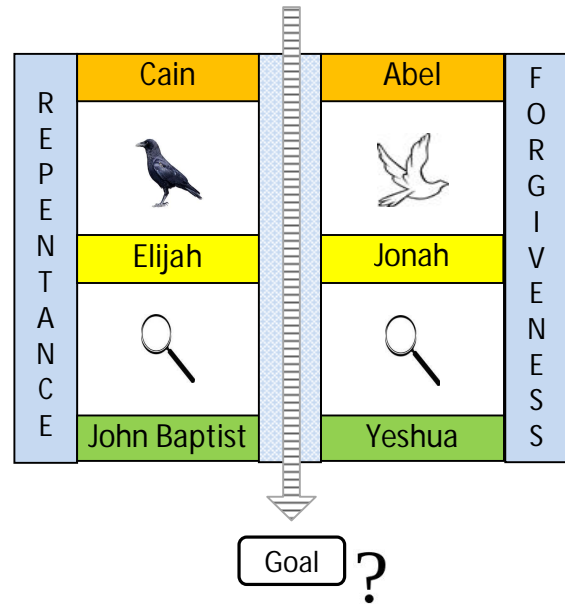 REPENTANCE
Cain
Abel
FORGIVENESS
Elijah
Jonah
John Baptist
Yeshua
Goal ?